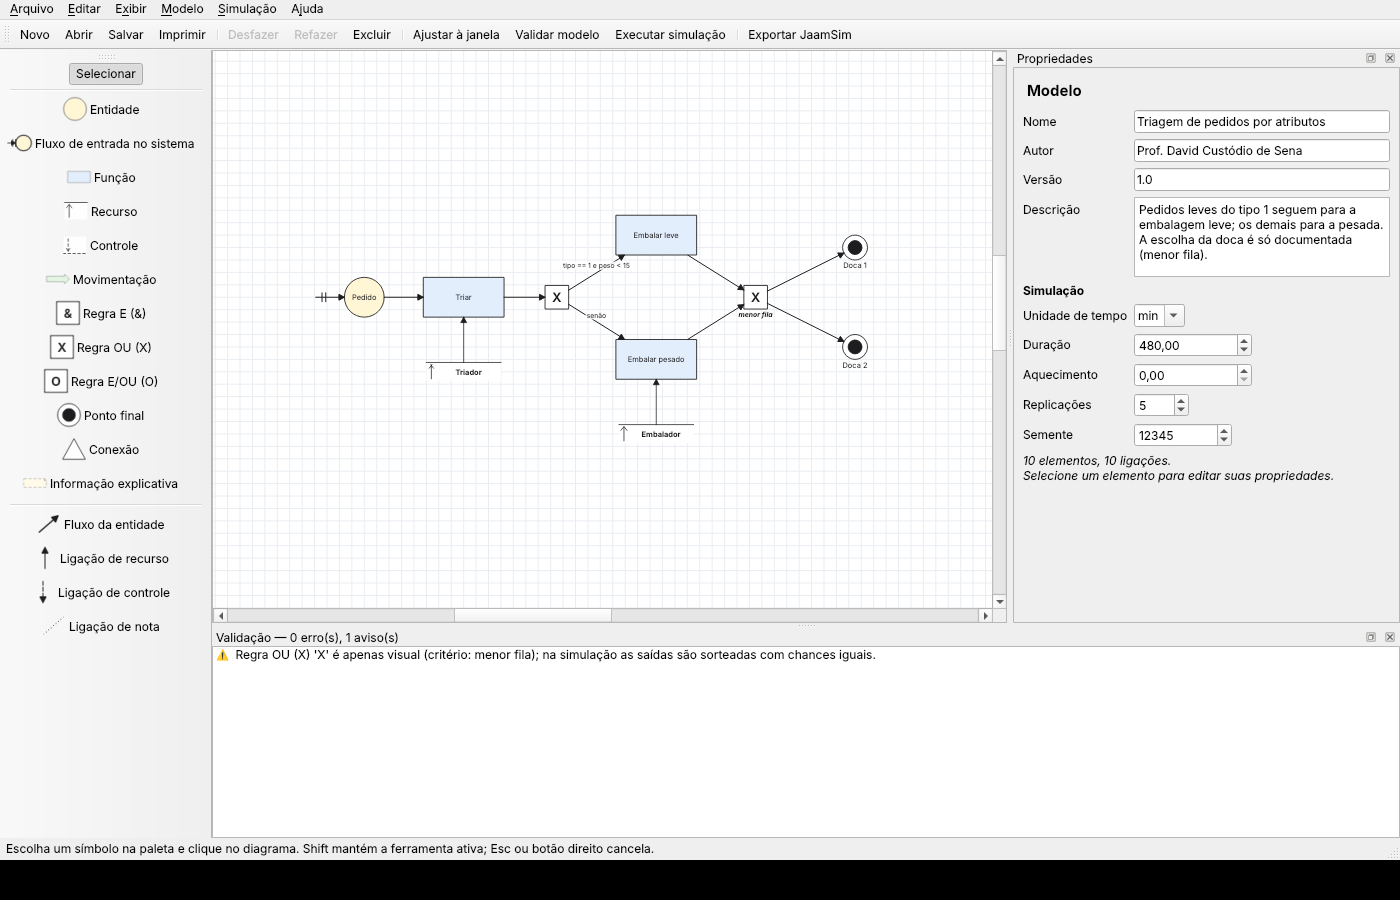 Arquivo Editar Exibir Modelo Simulação Ajuda
Novo Abrir Salvar Imprimir Desfazer Refazer Excluir Ajustar à janela Validar modelo Executar simulação Exportar JaamSim
Selecionar
Entidade
Fluxo de entrada no sistema
Função
Recurso
Controle
Movimentação
& Regra E (&)
X Regra OU (X)
O Regra E/OU (O)
Ponto final
Conexão
Informação explicativa
Fluxo da entidade
Ligação de recurso
Ligação de controle
Ligação de nota
Embalar leve
tipo == 1 e peso < 15
Doca 1
Pedido
Triar
X
X
senão
menor fila
Embalar pesado
Doca 2
Triador
Embalador
Propriedades
Modelo
Nome Triagem de pedidos por atributos
Autor Prof. David Custódio de Sena
Versão 1.0
Descrição Pedidos leves do tipo 1 seguem para a
embalagem leve; os demais para a pesada.
A escolha da doca é só documentada
(menor fila).
Simulação
Unidade de tempo min
Duração 480,00
Aquecimento 0,00
Replicações 5
Semente 12345
10 elementos, 10 ligações.
Selecione um elemento para editar suas propriedades.
Validação — 0 erro(s), 1 aviso(s)
Regra OU (X) 'X' é apenas visual (critério: menor fila); na simulação as saídas são sorteadas com chances iguais.
Escolha um símbolo na paleta e clique no diagrama. Shift mantém a ferramenta ativa; Esc ou botão direito cancela.